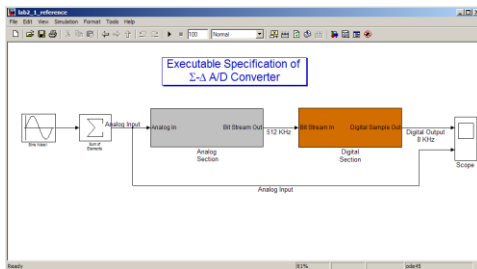 lab2_1_reference
File Edit View Simulation Format Tools Help
100
Normal
Executable Specification of
Σ-Δ A/D Converter
Analog Input
Analog In
Bit Stream Out
512 KHz
Bit Stream In
Digital Sample Out
Digital Output
8 KHz
Sine Wave1
Sum of
Elements
Analog
Section
Digital
Section
Scope
Analog Input
Ready
81%
ode45